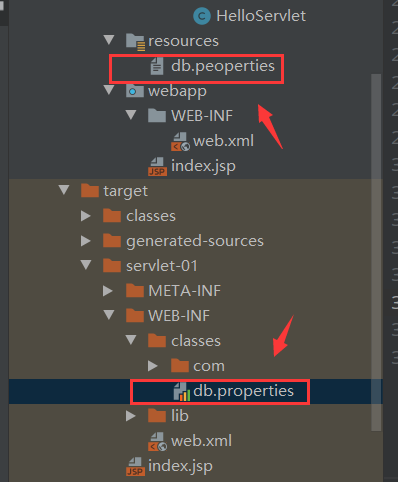 HelloServlet
resources
db.peoperties
webapp
WEB-INF
web.xml
index.jsp
target
classes
generated-sources
servlet-01
META-INF
WEB-INF
classes
com
db.properties
lib
web.xml
index.jsp